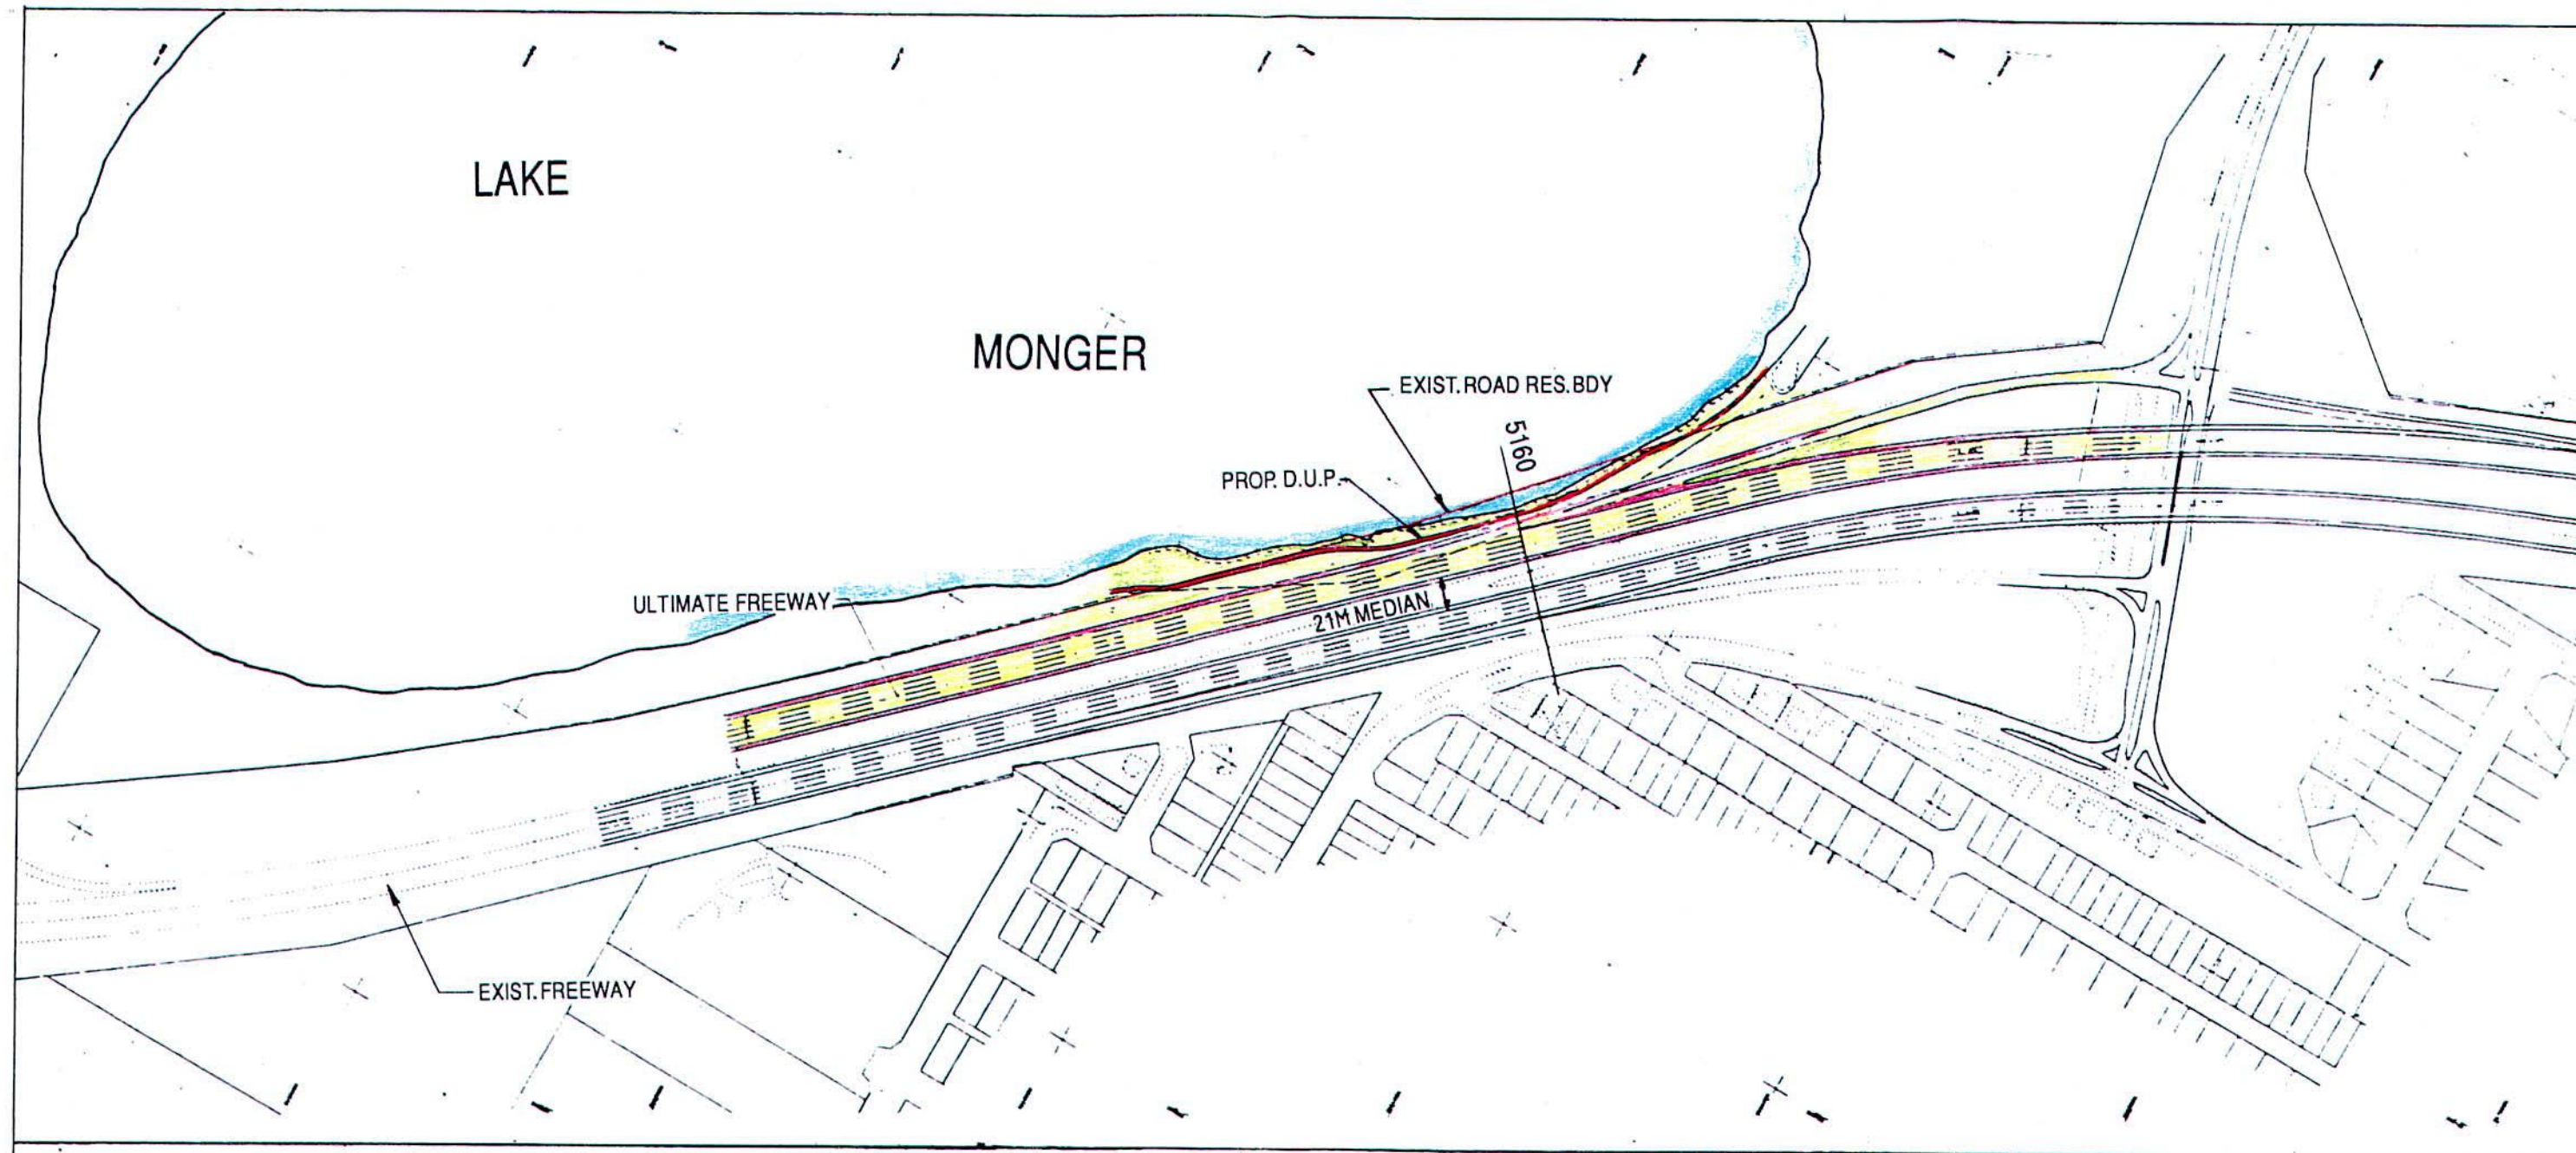 LAKE
MONGER
EXIST. ROAD RES. BDY
5160
PROP. D.U.P.
ULTIMATE FREEWAY
21M MEDIAN
EXIST. FREEWAY